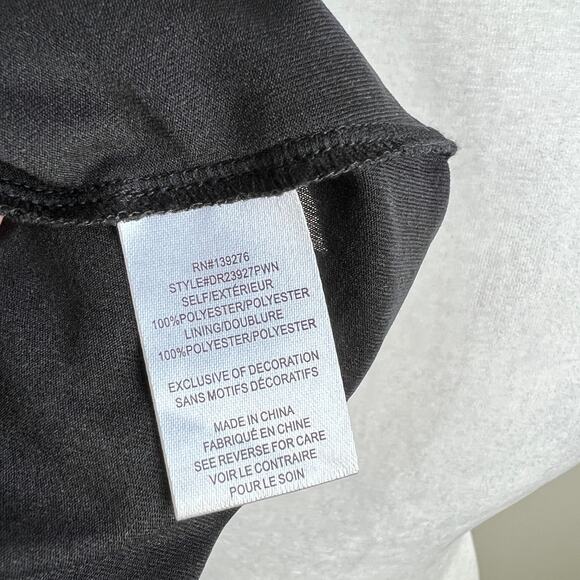 RN#139276
STYLE#DR23927PWN
SELF/EXTÉRIEUR
100%POLYESTER/POLYESTER
LINING/DOUBLURE
100%POLYESTER/POLYESTER
EXCLUSIVE OF DECORATION
SANS MOTIFS DÉCORATIFS
MADE IN CHINA
FABRIQUÉ EN CHINE
SEE REVERSE FOR CARE
VOIR LE CONTRAIRE
POUR LE SOIN